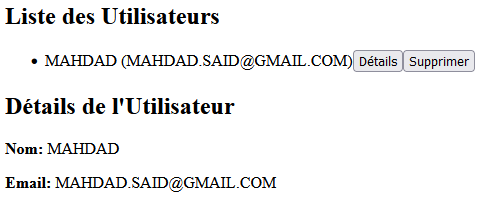 Liste des Utilisateurs
MAHDAD (MAHDAD.SAID@GMAIL.COM) Détails Supprimer
Détails de l'Utilisateur
Nom: MAHDAD
Email: MAHDAD.SAID@GMAIL.COM